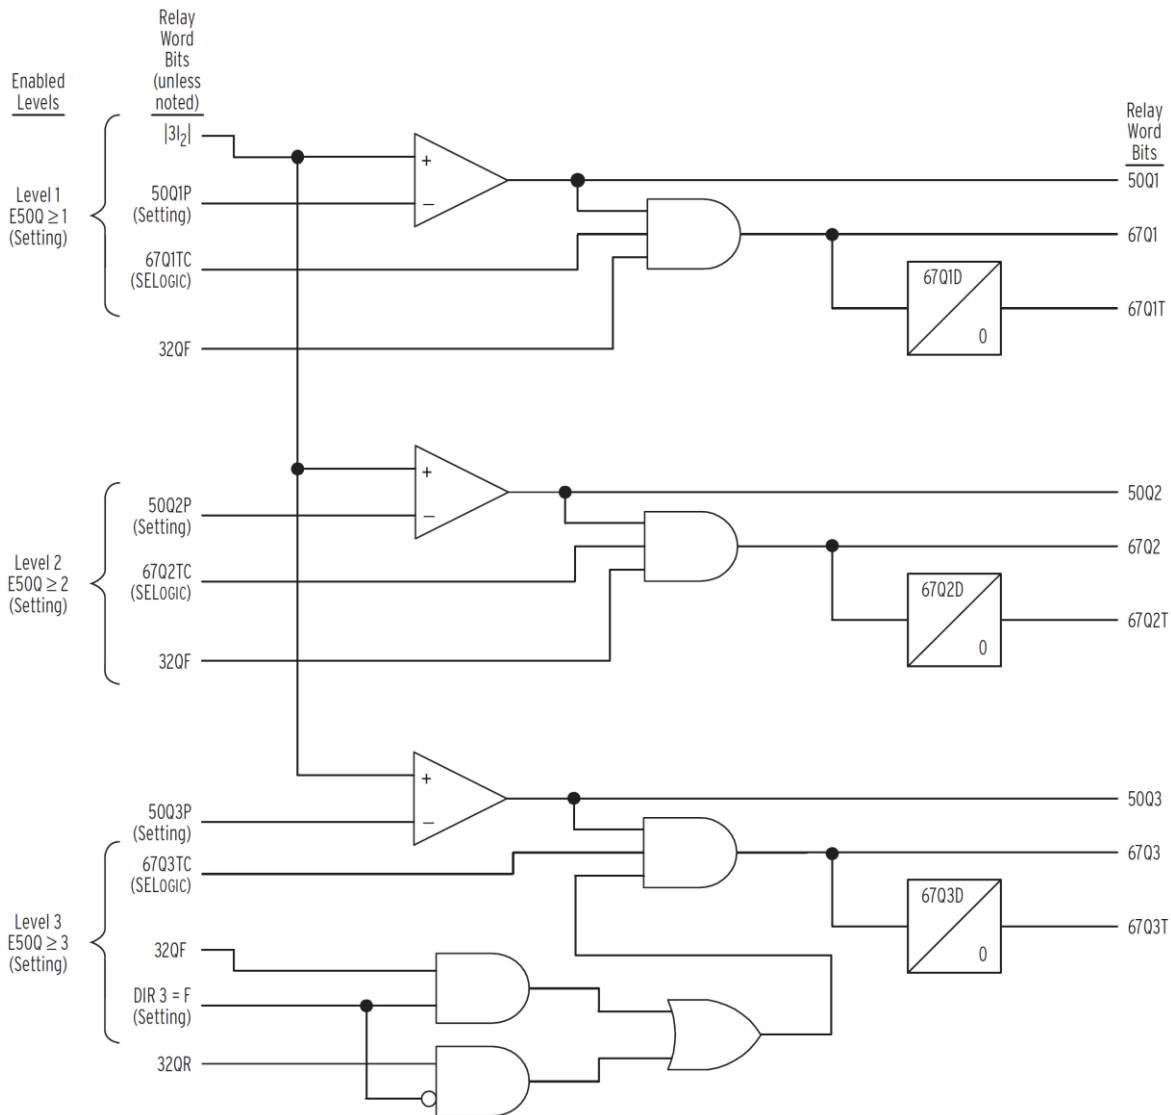 Relay
Word
Bits
(unless
noted)
Enabled
Levels
Relay
Word
Bits
|3I₂|
+
50Q1
Level 1
E50Q ≥ 1
(Setting)
50Q1P
(Setting)
–
67Q1
67Q1TC
(SELOGIC)
67Q1D
0
67Q1T
32QF
+
50Q2
50Q2P
(Setting)
–
67Q2
Level 2
E50Q ≥ 2
(Setting)
67Q2TC
(SELOGIC)
67Q2D
0
67Q2T
32QF
+
50Q3
50Q3P
(Setting)
–
67Q3
67Q3TC
(SELOGIC)
67Q3D
0
67Q3T
Level 3
E50Q ≥ 3
(Setting)
32QF
DIR 3 = F
(Setting)
32QR